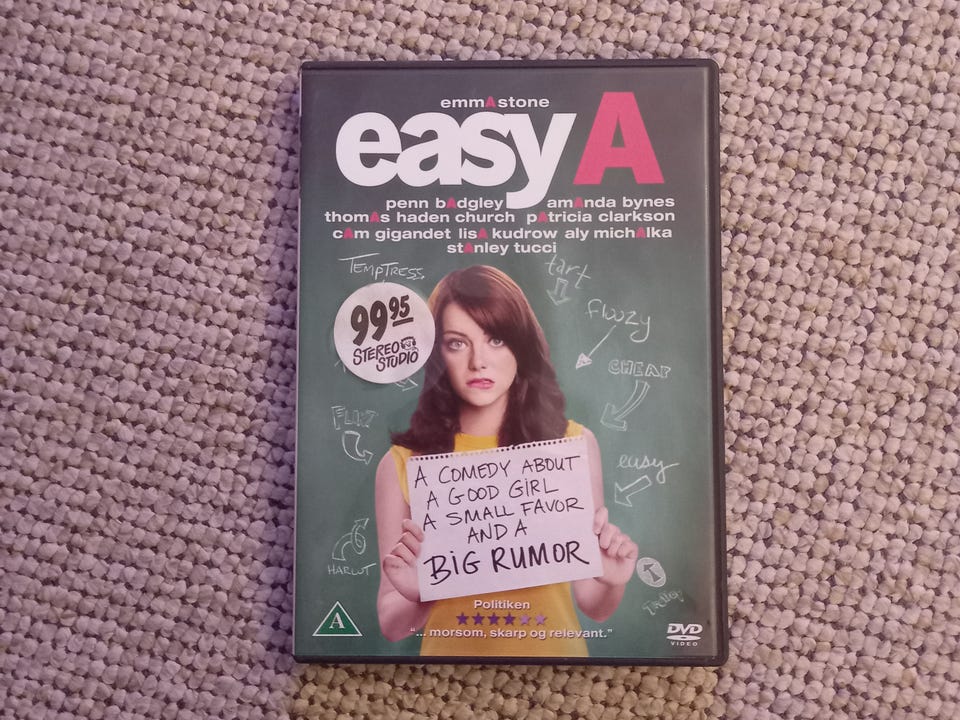 emmAstone
easy A
penn bAdgley amAnda bynes
thomAs haden church pAtricia clarkson
cAm gigandet lisA kudrow aly michAlka
stAnley tucci
TEMPTRESS
tart
99 95
STEREO
STUDIO
floozy
CHEAP
FLIRT
easy
A COMEDY ABOUT
A GOOD GiRL
A SMALL FAVOR
AND A
BiG RUMOR
HARLOT
A
Politiken
"... morsom, skarp og relevant."
DVD
VIDEO